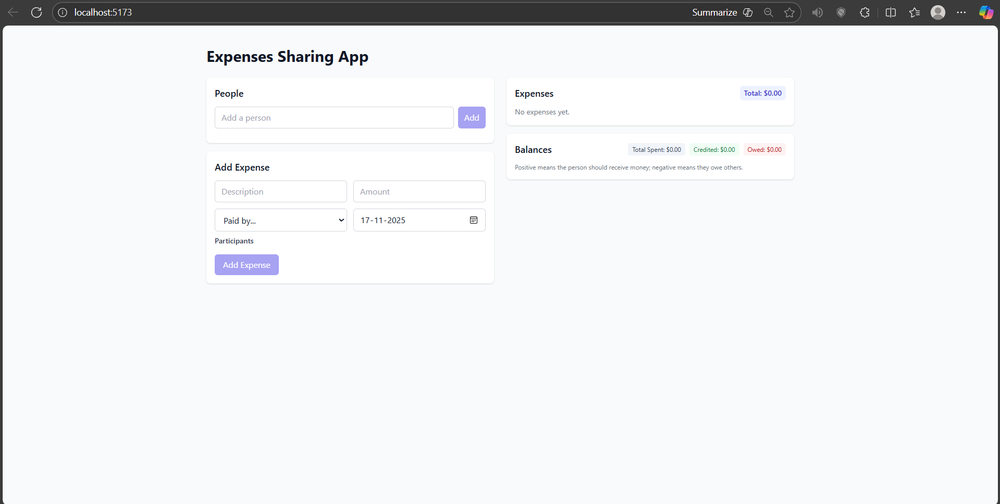 localhost:5173
Summarize
Expenses Sharing App
People
Add a person
Add
Add Expense
Description
Amount
Paid by...
17-11-2025
Participants
Add Expense
Expenses
Total: $0.00
No expenses yet.
Balances
Total Spent: $0.00
Credited: $0.00
Owed: $0.00
Positive means the person should receive money; negative means they owe others.